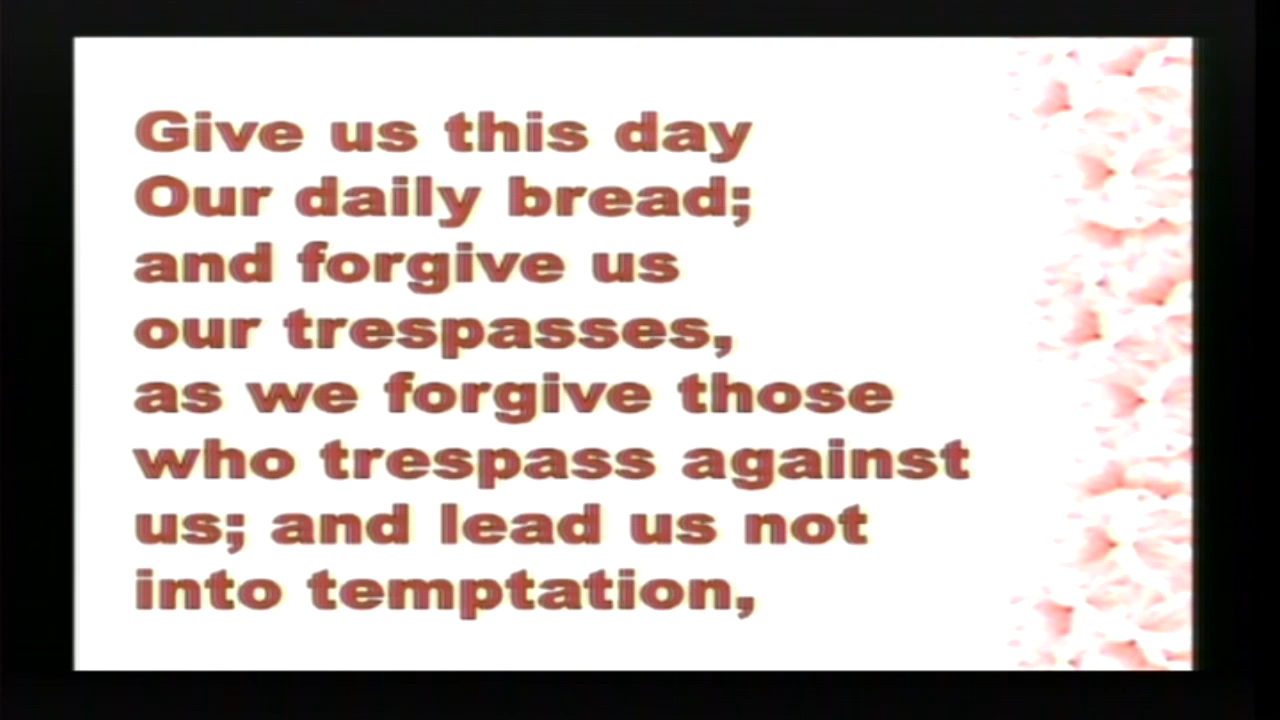 Give us this day
Our daily bread;
and forgive us
our trespasses,
as we forgive those
who trespass against
us; and lead us not
into temptation,